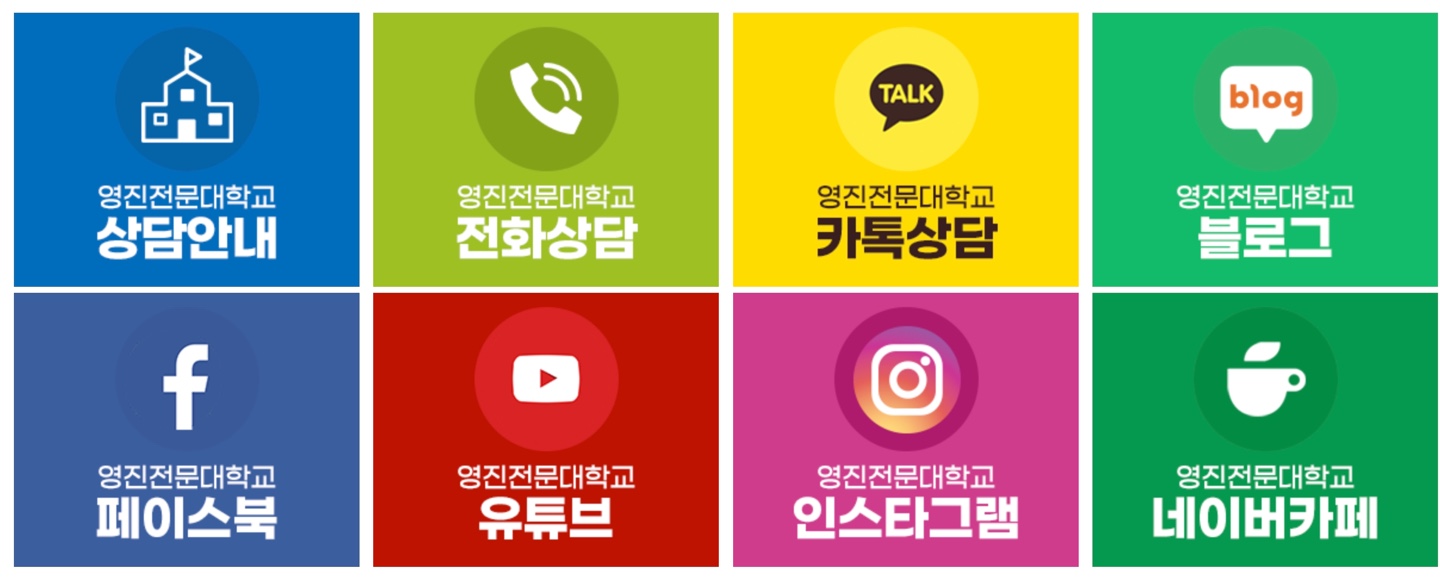 영진전문대학교
상담안내
영진전문대학교
전화상담
TALK
영진전문대학교
카톡상담
blog
영진전문대학교
블로그
영진전문대학교
페이스북
영진전문대학교
유튜브
영진전문대학교
인스타그램
영진전문대학교
네이버카페